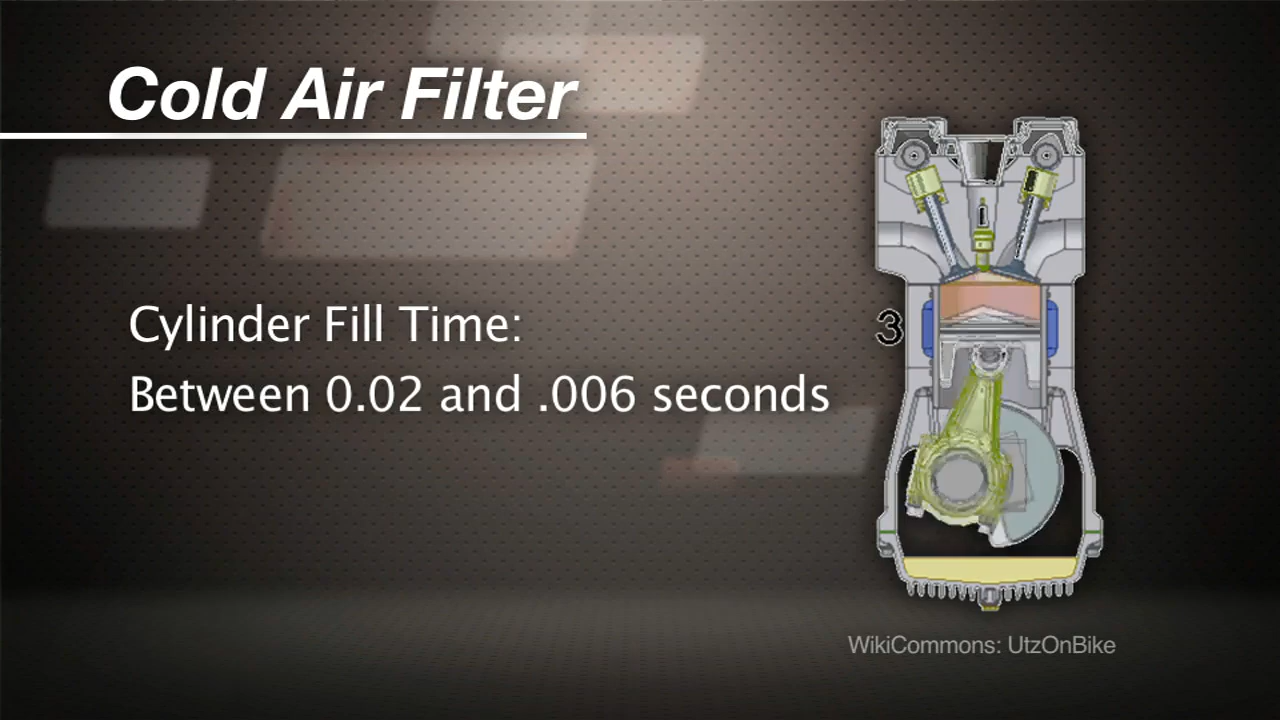 Cold Air Filter
Cylinder Fill Time:
Between 0.02 and .006 seconds
3
WikiCommons: UtzOnBike